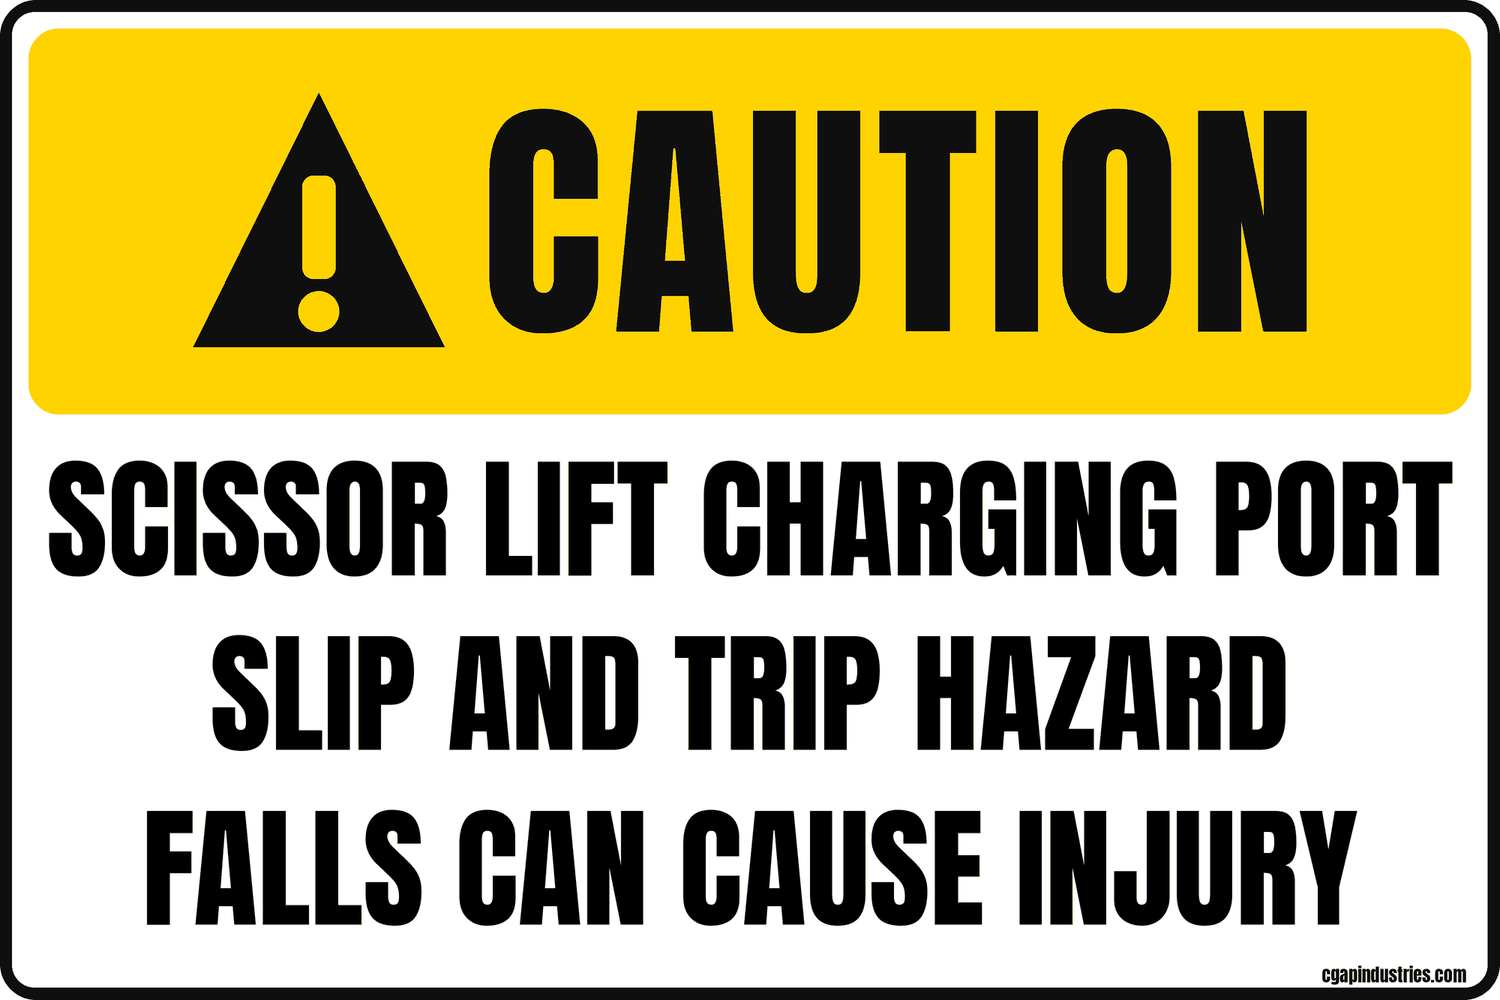 CAUTION
SCISSOR LIFT CHARGING PORT
SLIP AND TRIP HAZARD
FALLS CAN CAUSE INJURY
cgapindustries.com